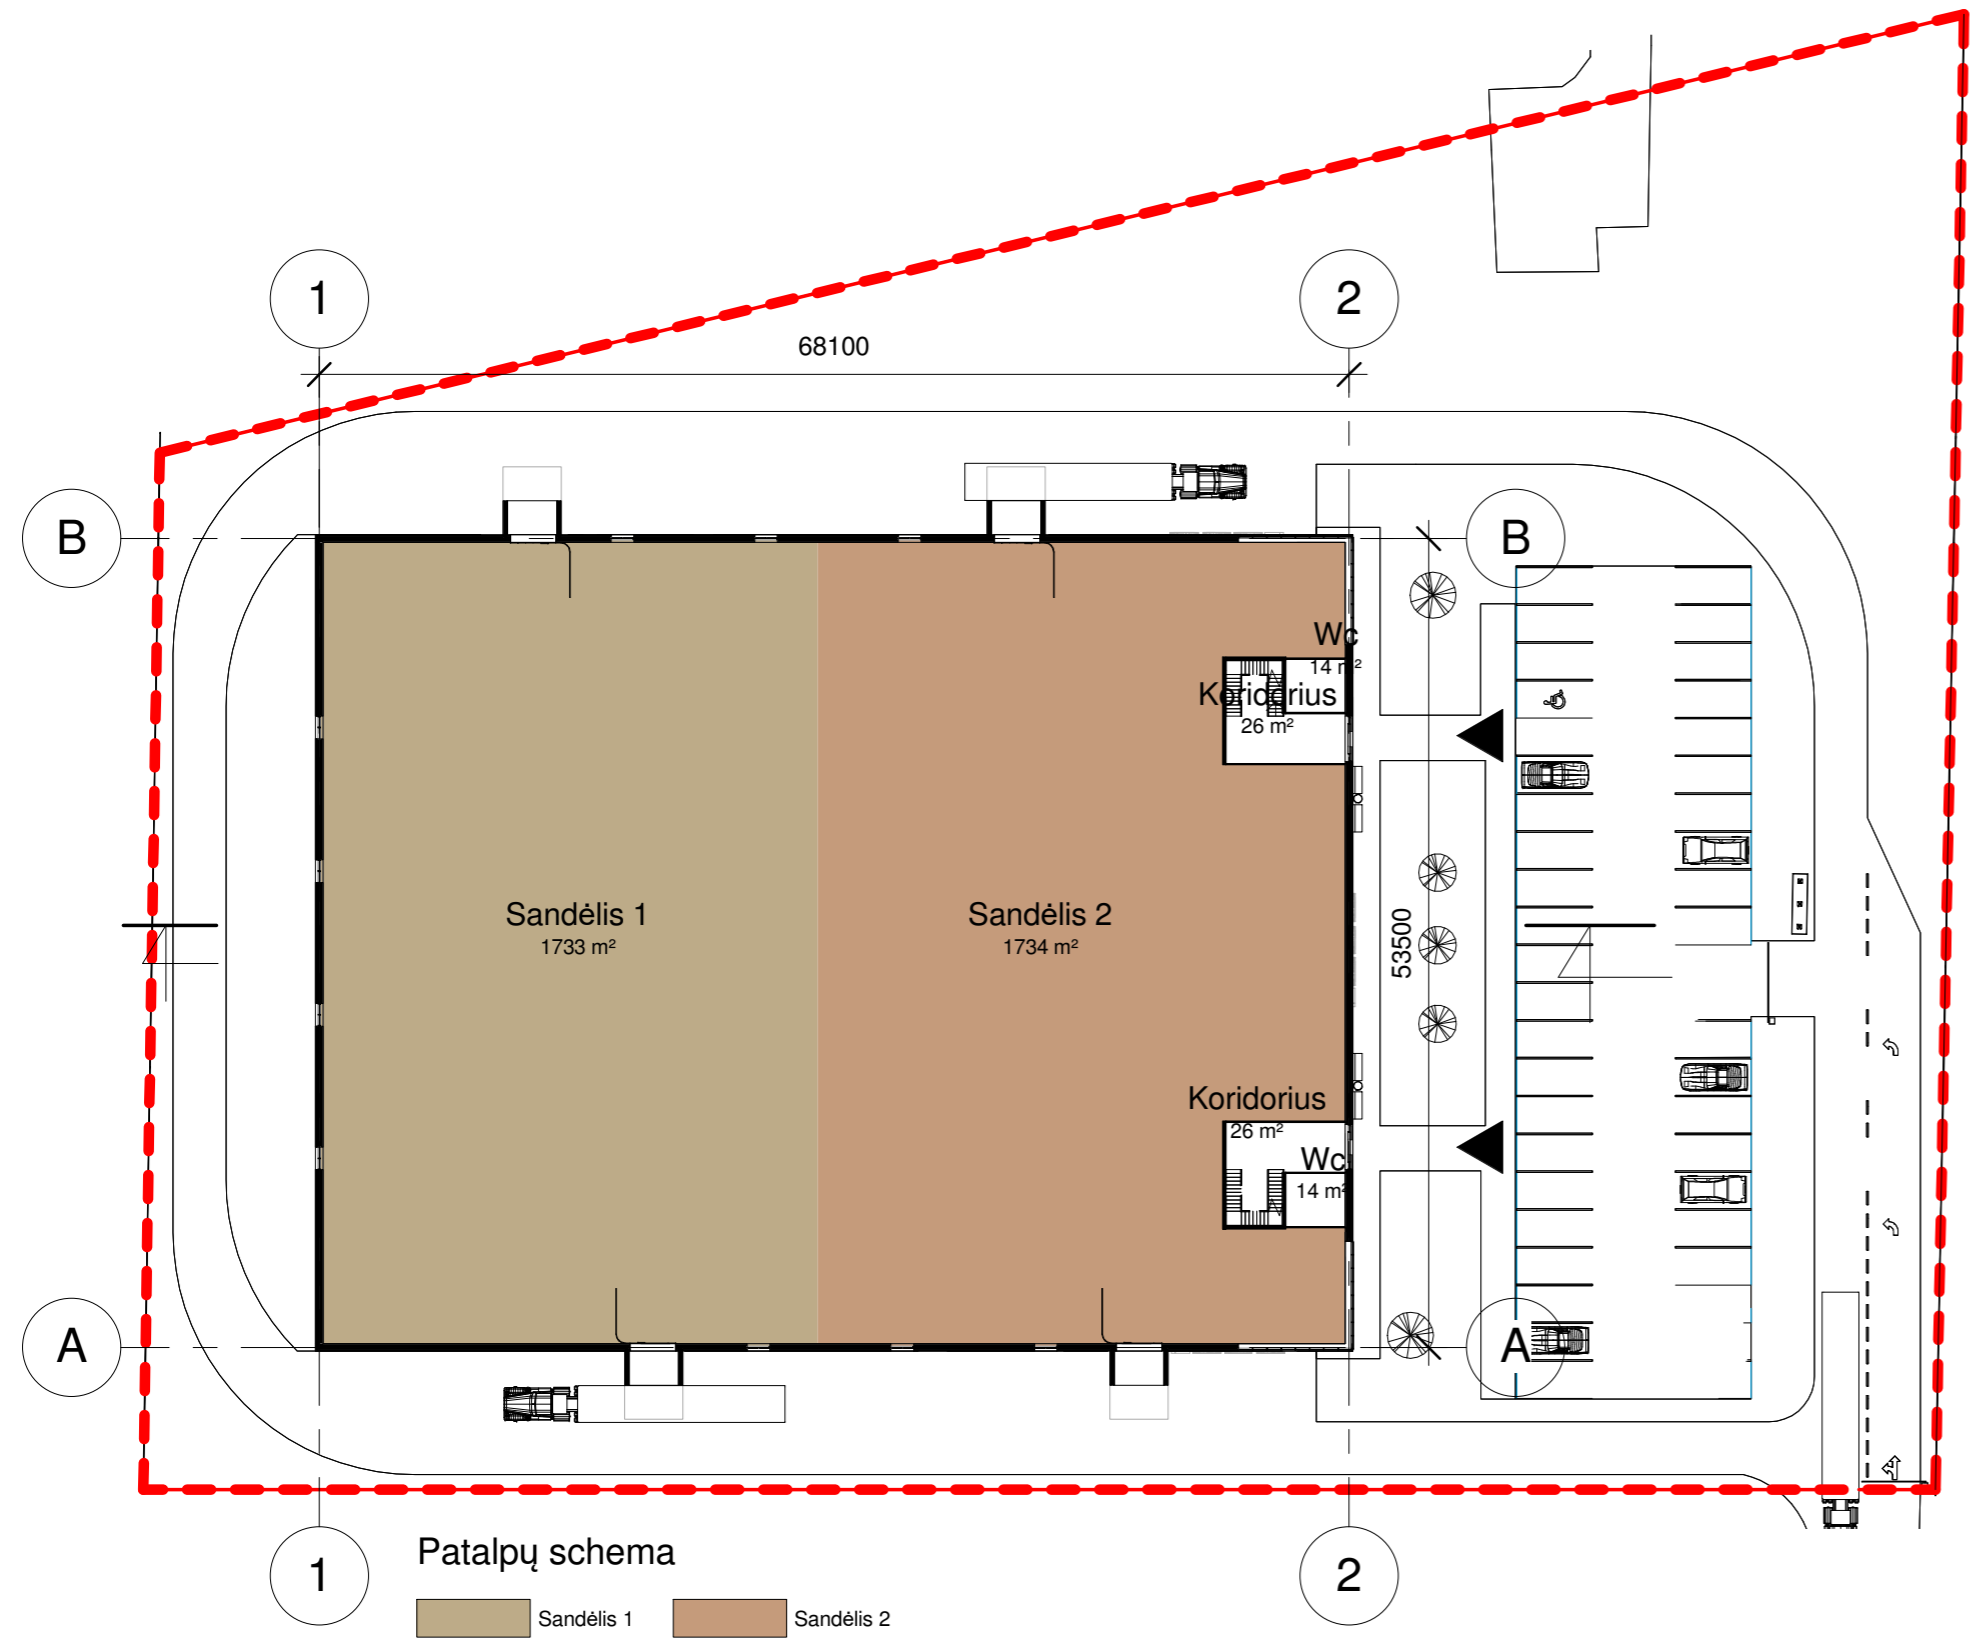 1
2
68100
B
B
Wc
14 m²
Koridorius
26 m²
Sandėlis 1
1733 m²
Sandėlis 2
1734 m²
53500
Koridorius
26 m²
Wc
14 m²
A
A
1
2
Patalpų schema
Sandėlis 1
Sandėlis 2